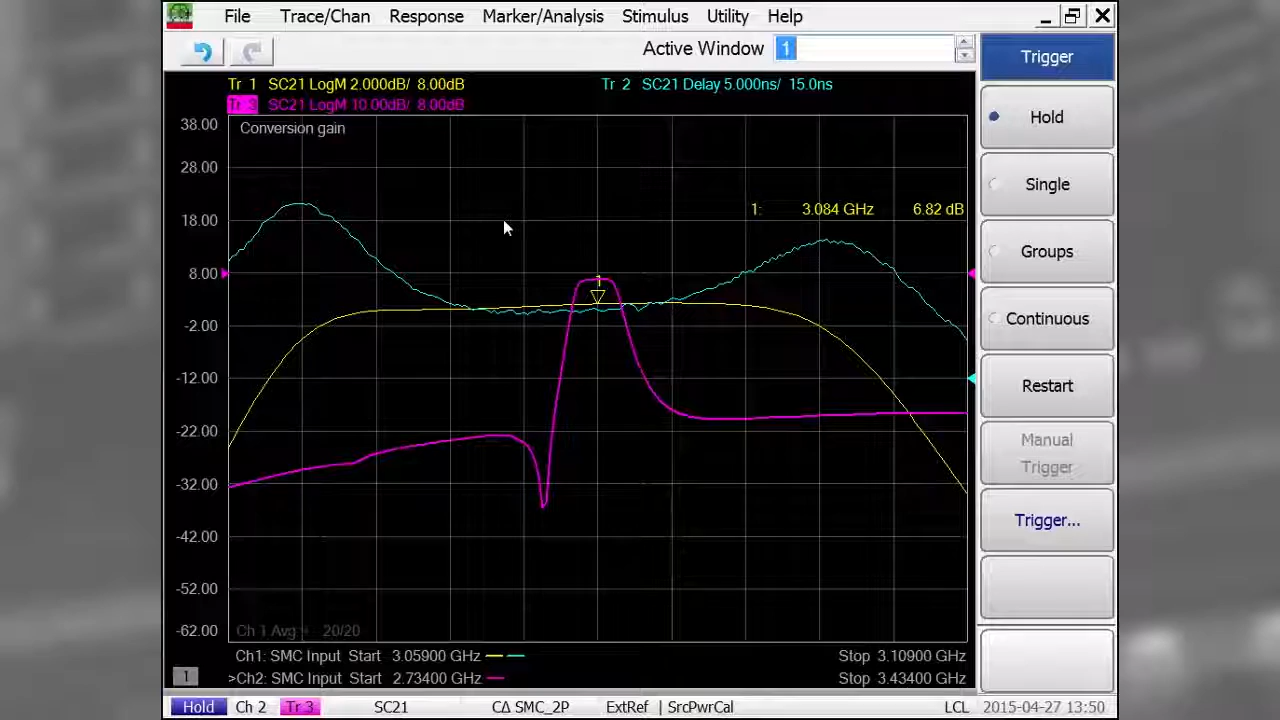 File Trace/Chan Response Marker/Analysis Stimulus Utility Help
Active Window 1
Trigger
Tr 1 SC21 LogM 2.000dB/ 8.00dB
Tr 2 SC21 Delay 5.000ns/ 15.0ns
Tr 3 SC21 LogM 10.00dB/ 8.00dB
Conversion gain
38.00
28.00
18.00
8.00
-2.00
-12.00
-22.00
-32.00
-42.00
-52.00
-62.00
1: 3.084 GHz 6.82 dB
1
Ch 1 Avg = 20/20
Ch1: SMC Input Start 3.05900 GHz
Stop 3.10900 GHz
>Ch2: SMC Input Start 2.73400 GHz
Stop 3.43400 GHz
1
Hold
Single
Groups
Continuous
Restart
Manual
Trigger
Trigger...
Hold Ch 2 Tr 3 SC21 CΔ SMC_2P ExtRef SrcPwrCal LCL 2015-04-27 13:50